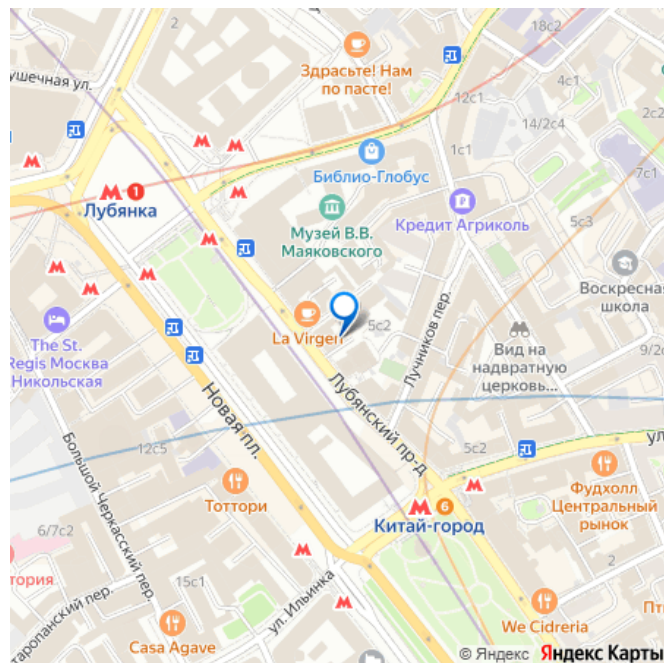 18с2
Здрасьте! Нам
по пасте!
4с1
ушечная ул.
12с1
2с2
14/2с4
1с1
Библио-Глобус
7с1
1
Лубянка
Кредит Агриколь
Музей В.В.
Маяковского
5с3
Воскресная
школа
La Virgen
5с2
Лучников пер.
The St.
Regis Москва
Никольская
Вид на
надвратную
церковь...
9/2с
Новая пл.
Лубянский пр-д
12с5
5с2
ул
Большой Черкасский пер.
Тоттори
6
Китай-город
Фудхолл
Центральный
рынок
6/7с2
тория
15с1
2
таропанский пер.
ул. Ильинка
We Cidreria
Пти
Casa Agave
© Яндекс Яндекс Карты